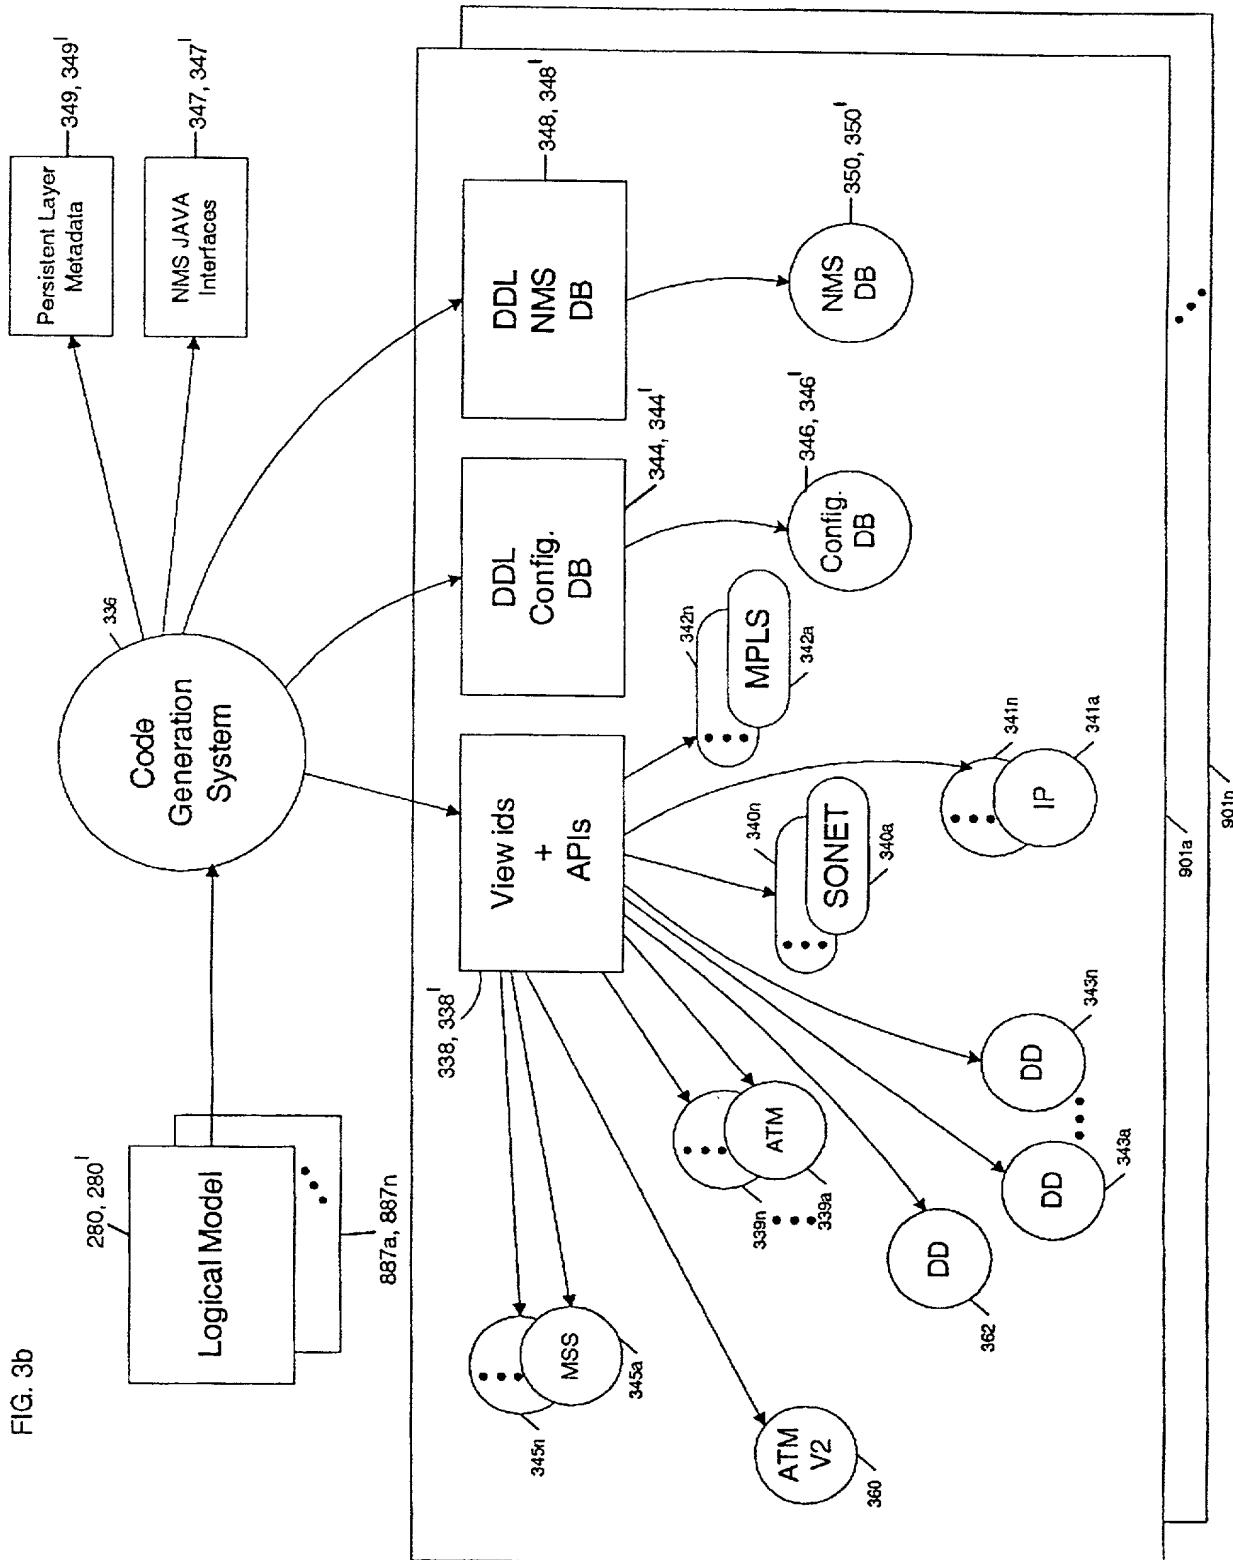 FIG. 3b
280, 280'
Logical Model
887a, 887n
336
Code
Generation
System
Persistent Layer
Metadata
349, 349'
NMS JAVA
Interfaces
347, 347'
338, 338'
View ids
+
APIs
DDL
Config.
DB
344, 344'
DDL
NMS
DB
348, 348'
345n
MSS
345a
ATM
V2
360
339n
ATM
339a
DD
362
DD
343a
DD
343n
340n
SONET
340a
342n
MPLS
342a
341n
IP
341a
Config.
DB
346, 346'
NMS
DB
350, 350'
901a
901n